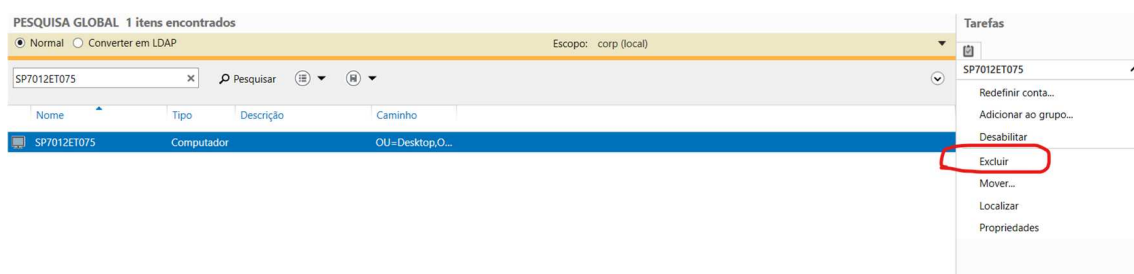 PESQUISA GLOBAL 1 itens encontrados
Normal Converter em LDAP Escopo: corp (local)
SP7012ET075 Pesquisar
Nome Tipo Descrição Caminho
SP7012ET075 Computador OU=Desktop,O...
Tarefas
SP7012ET075
Redefinir conta...
Adicionar ao grupo...
Desabilitar
Excluir
Mover...
Localizar
Propriedades